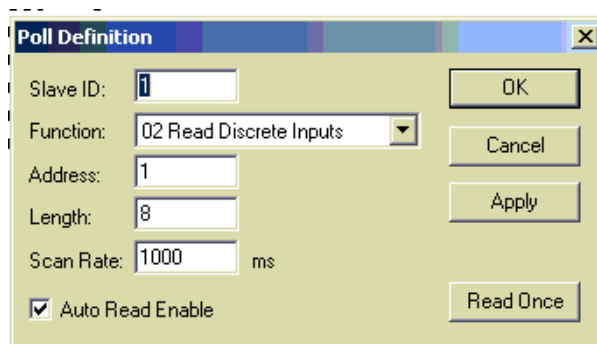 Poll Definition
Slave ID: 1
OK
Function: 02 Read Discrete Inputs
Cancel
Address: 1
Apply
Length: 8
Scan Rate: 1000 ms
Auto Read Enable
Read Once